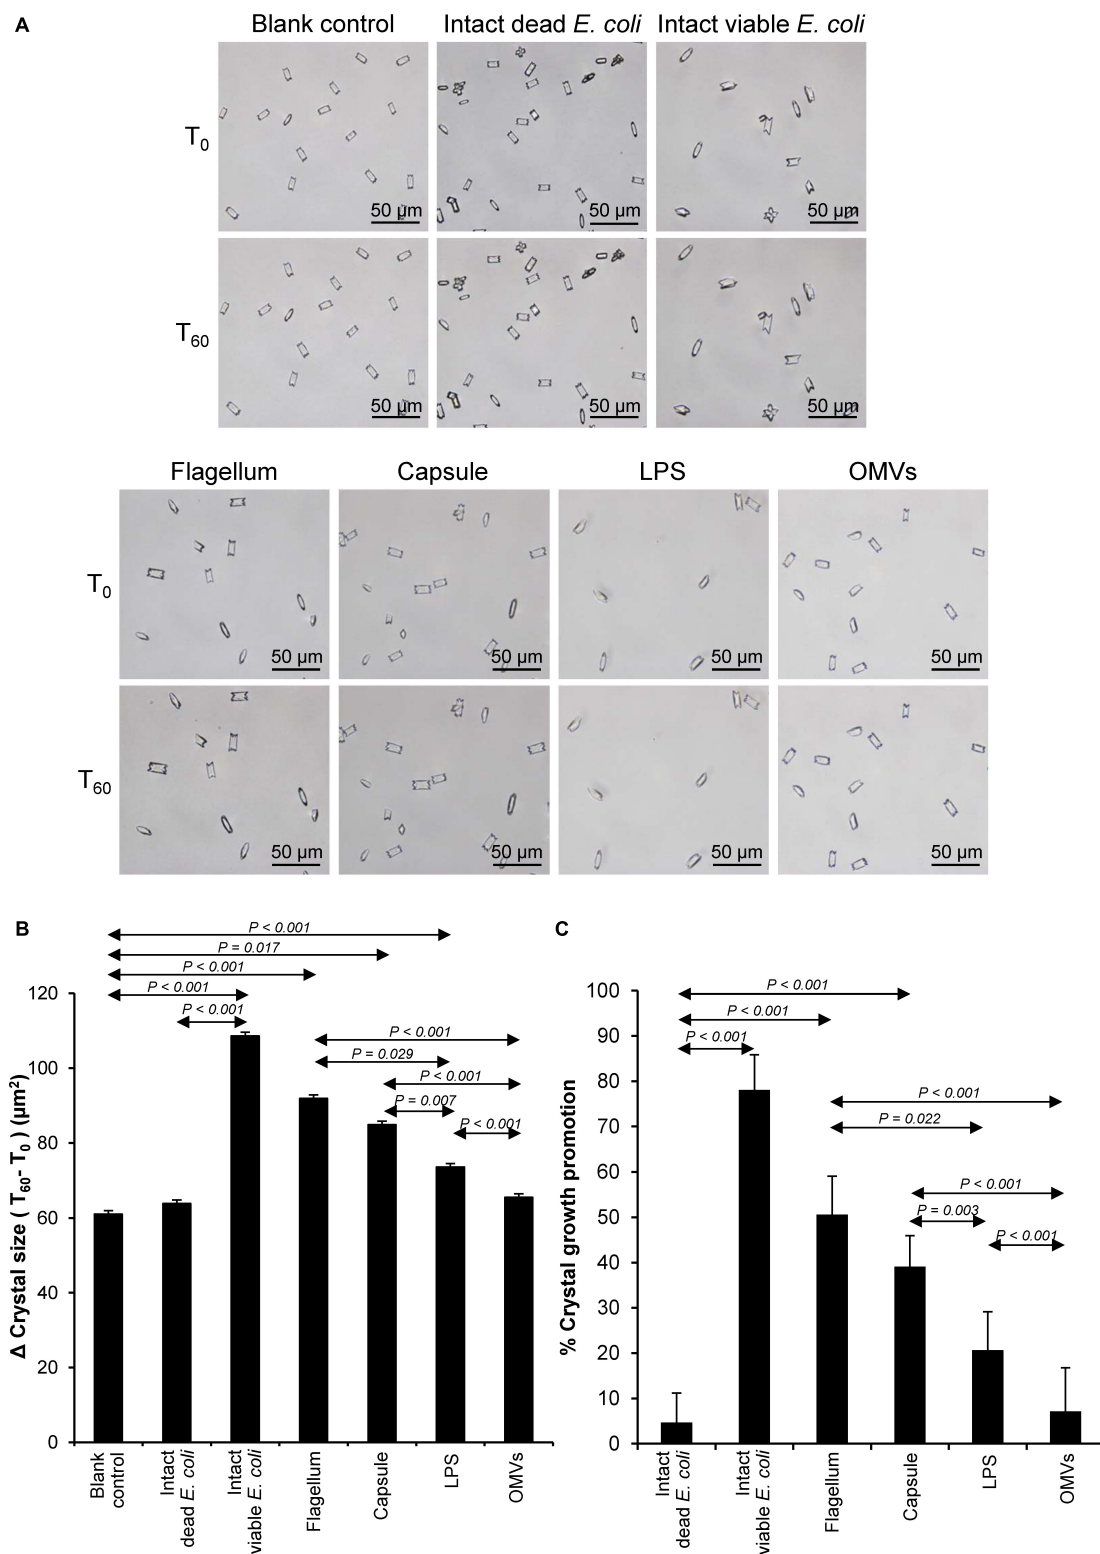 A
Blank control
Intact dead E. coli
Intact viable E. coli
T0
50 µm
50 µm
50 µm
T60
50 µm
50 µm
50 µm
Flagellum
Capsule
LPS
OMVs
T0
50 µm
50 µm
50 µm
50 µm
T60
50 µm
50 µm
50 µm
50 µm
B
P < 0.001
P = 0.017
P < 0.001
P < 0.001
P < 0.001
P < 0.001
P = 0.029
P < 0.001
P = 0.007
P < 0.001
Δ Crystal size ( T60- T0 ) (µm2)
120
100
80
60
40
20
0
Blank
control
Intact
dead E. coli
Intact
viable E. coli
Flagellum
Capsule
LPS
OMVs
C
P < 0.001
P < 0.001
P < 0.001
P < 0.001
P = 0.022
P < 0.001
P = 0.003
P < 0.001
% Crystal growth promotion
100
90
80
70
60
50
40
30
20
10
0
Intact
dead E. coli
Intact
viable E. coli
Flagellum
Capsule
LPS
OMVs